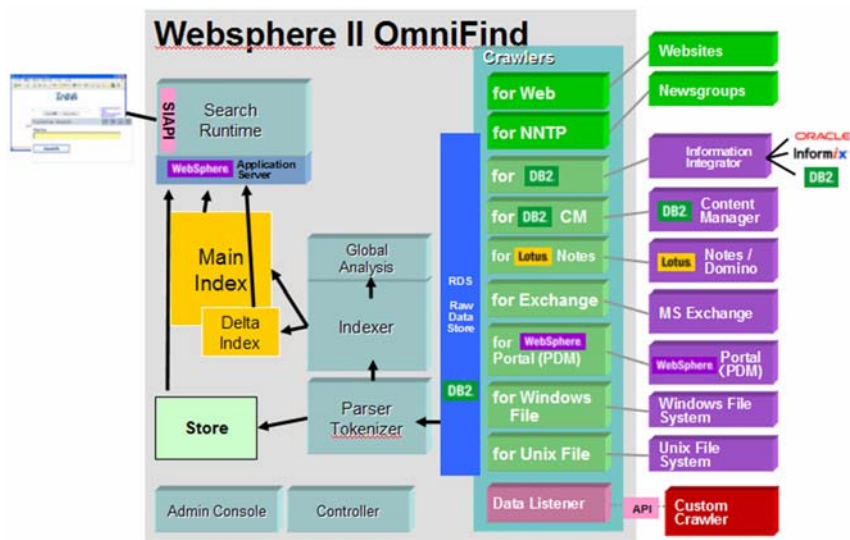 Websphere II OmniFind
Crawlers
SIAPI
Search
Runtime
WebSphere Application
Server
Main
Index
Delta
Index
Global
Analysis
Indexer
Store
Parser
Tokenizer
Admin Console
Controller
RDS
Raw
Data
Store
DB2
for Web
for NNTP
for DB2
for DB2 CM
for Lotus Notes
for Exchange
for WebSphere
Portal (PDM)
for Windows
File
for Unix File
Data Listener
API
Websites
Newsgroups
Information
Integrator
ORACLE
Informix
DB2
DB2 Content
Manager
Lotus Notes /
Domino
MS Exchange
WebSphere Portal
(PDM)
Windows File
System
Unix File
System
Custom
Crawler